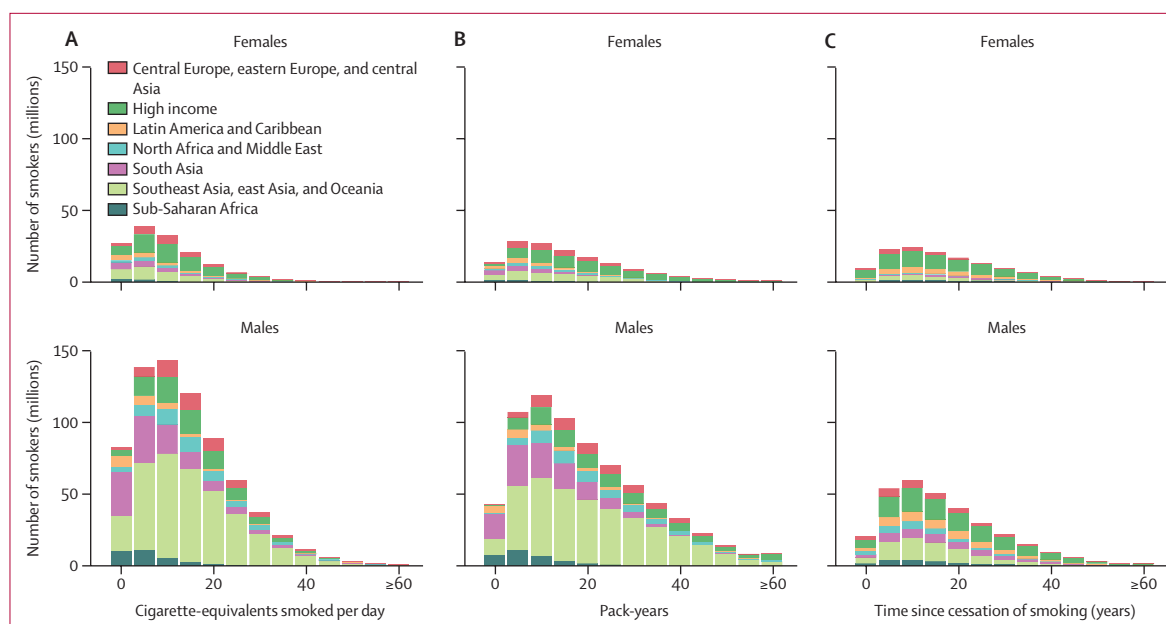 A
B
C
Females
Females
Females
150
100
50
0
Number of smokers (millions)
Central Europe, eastern Europe, and central
Asia
High income
Latin America and Caribbean
North Africa and Middle East
South Asia
Southeast Asia, east Asia, and Oceania
Sub-Saharan Africa
Males
Males
Males
150
100
50
0
Number of smokers (millions)
0 20 40 ≥60
0 20 40 ≥60
0 20 40 ≥60
Cigarette-equivalents smoked per day
Pack-years
Time since cessation of smoking (years)